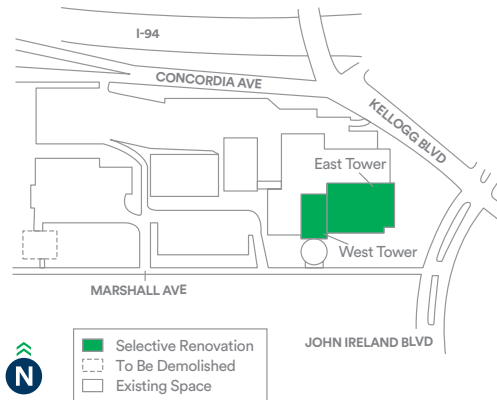 I-94
CONCORDIA AVE
KELLOGG BLVD
East Tower
West Tower
MARSHALL AVE
JOHN IRELAND BLVD
Selective Renovation
To Be Demolished
Existing Space
N